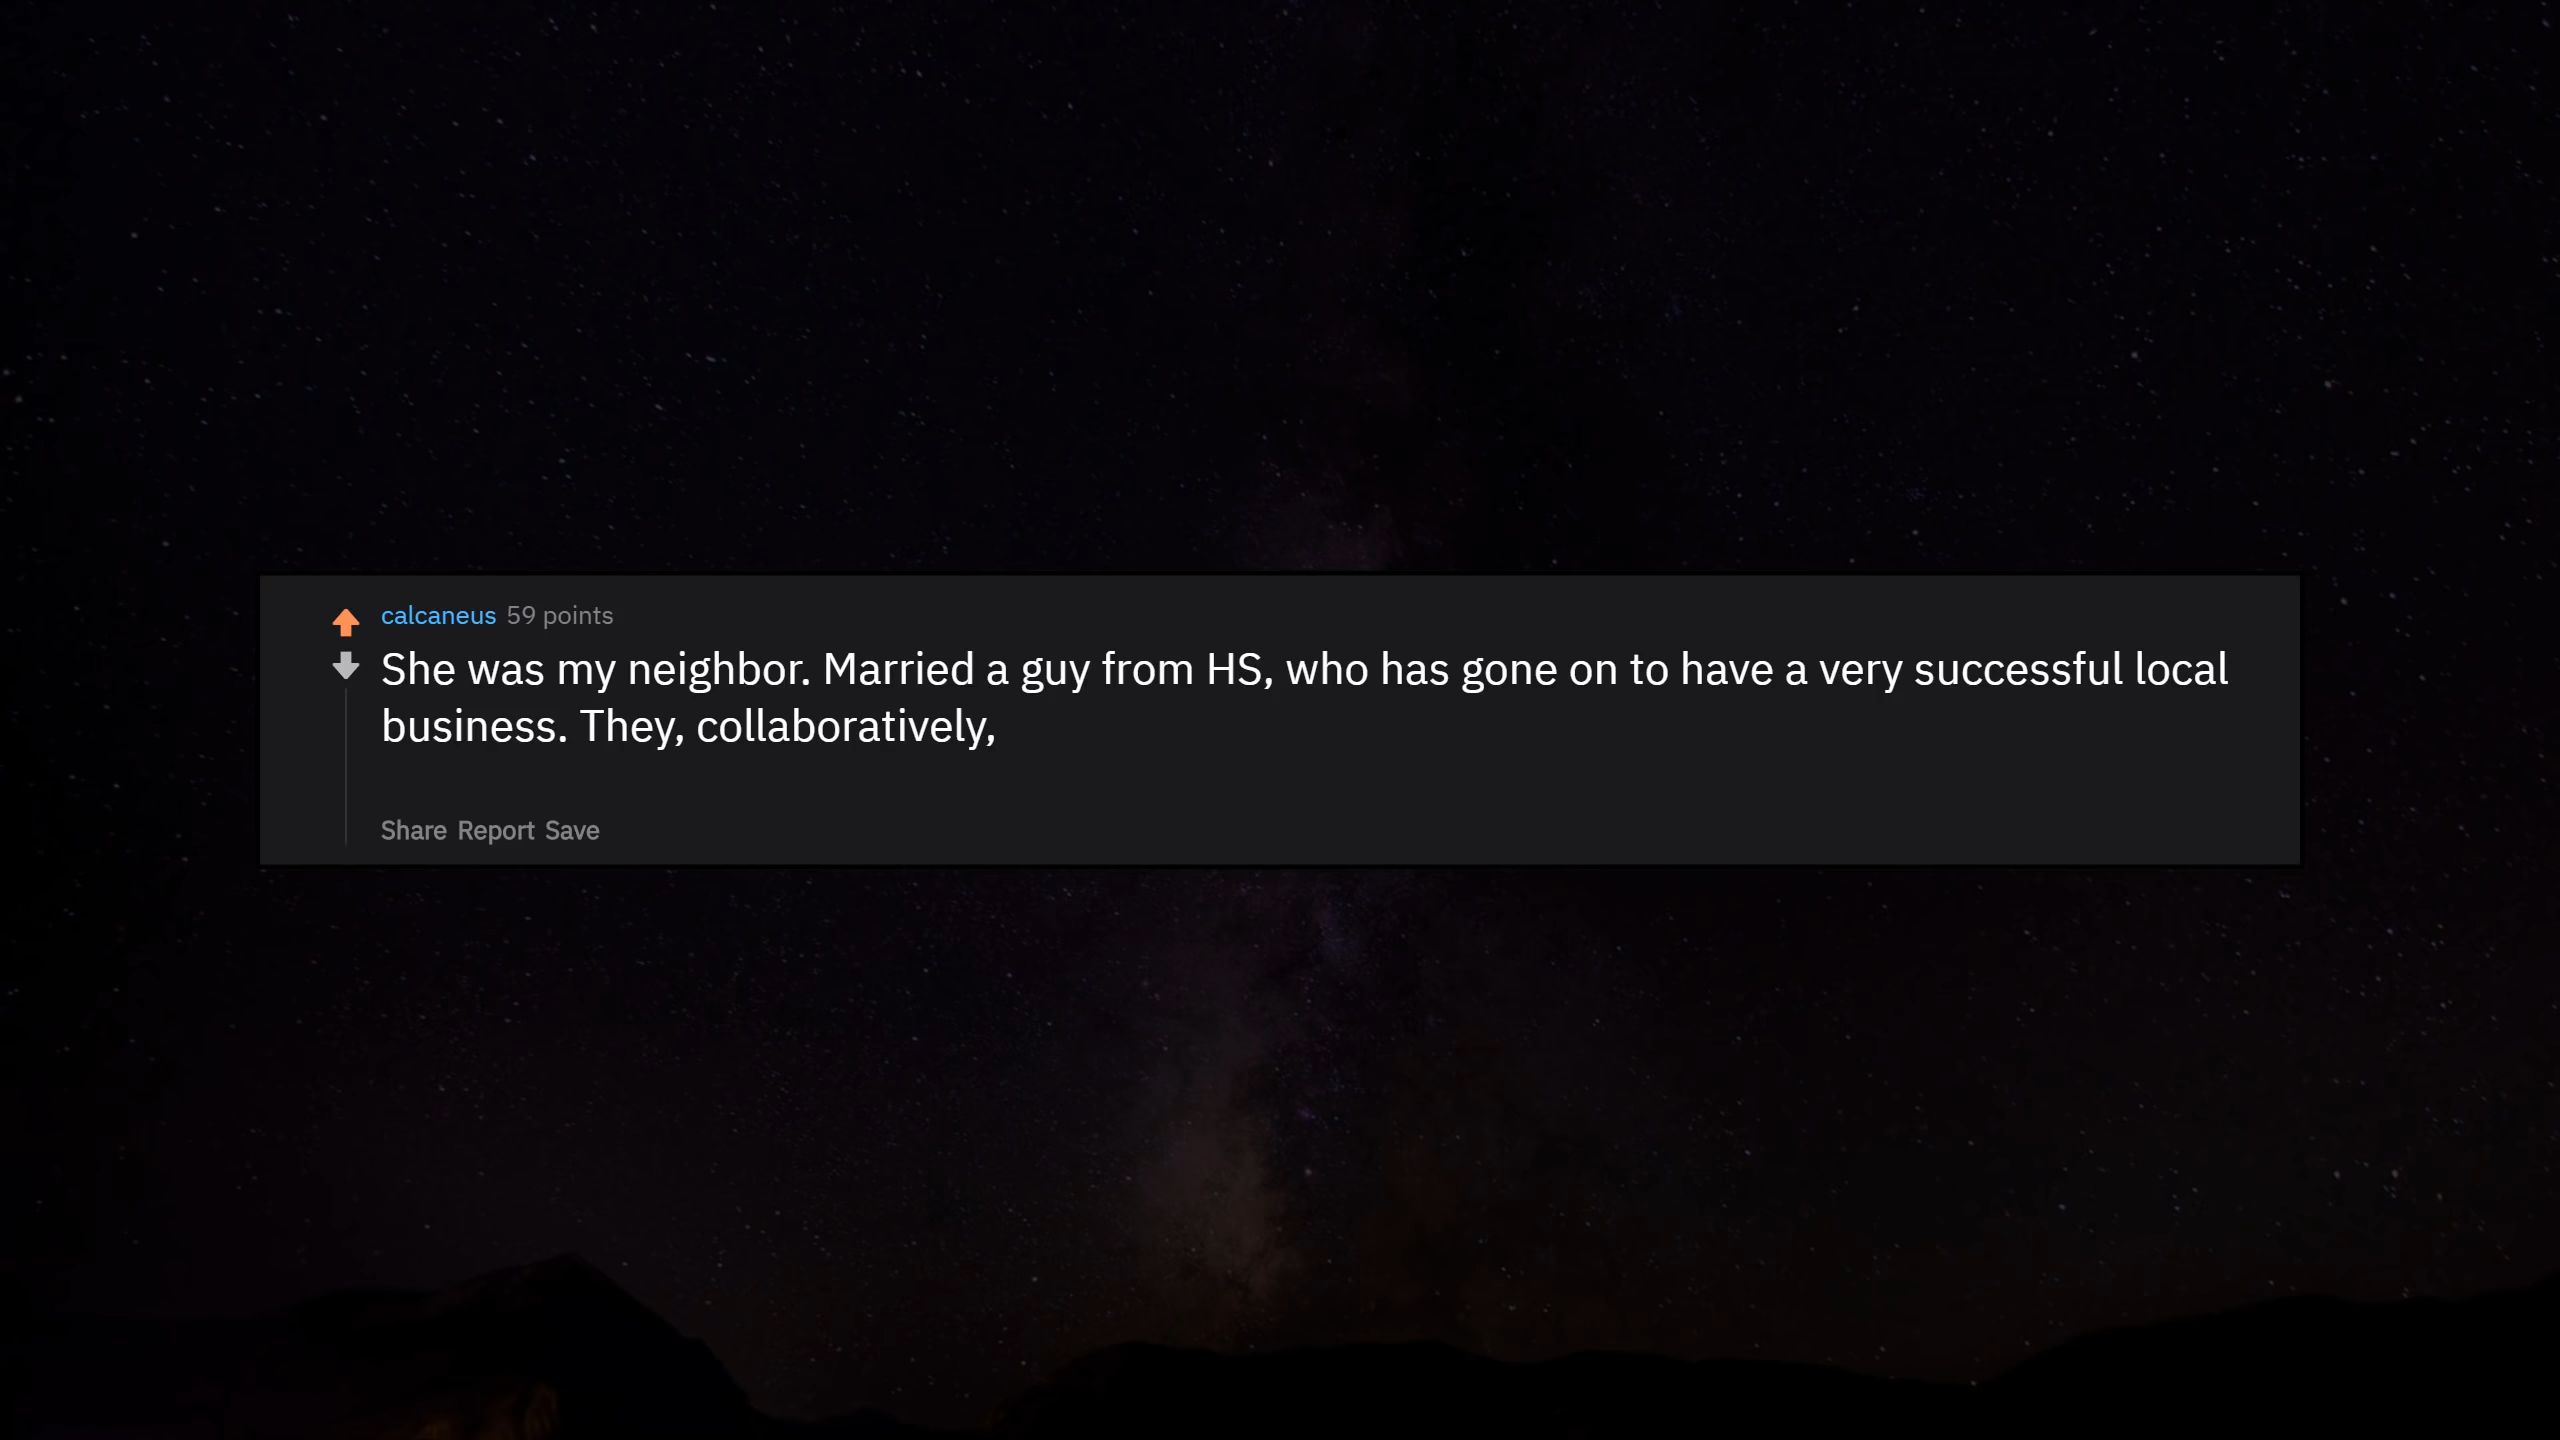 calcaneus 59 points
She was my neighbor. Married a guy from HS, who has gone on to have a very successful local
business. They, collaboratively,
Share Report Save